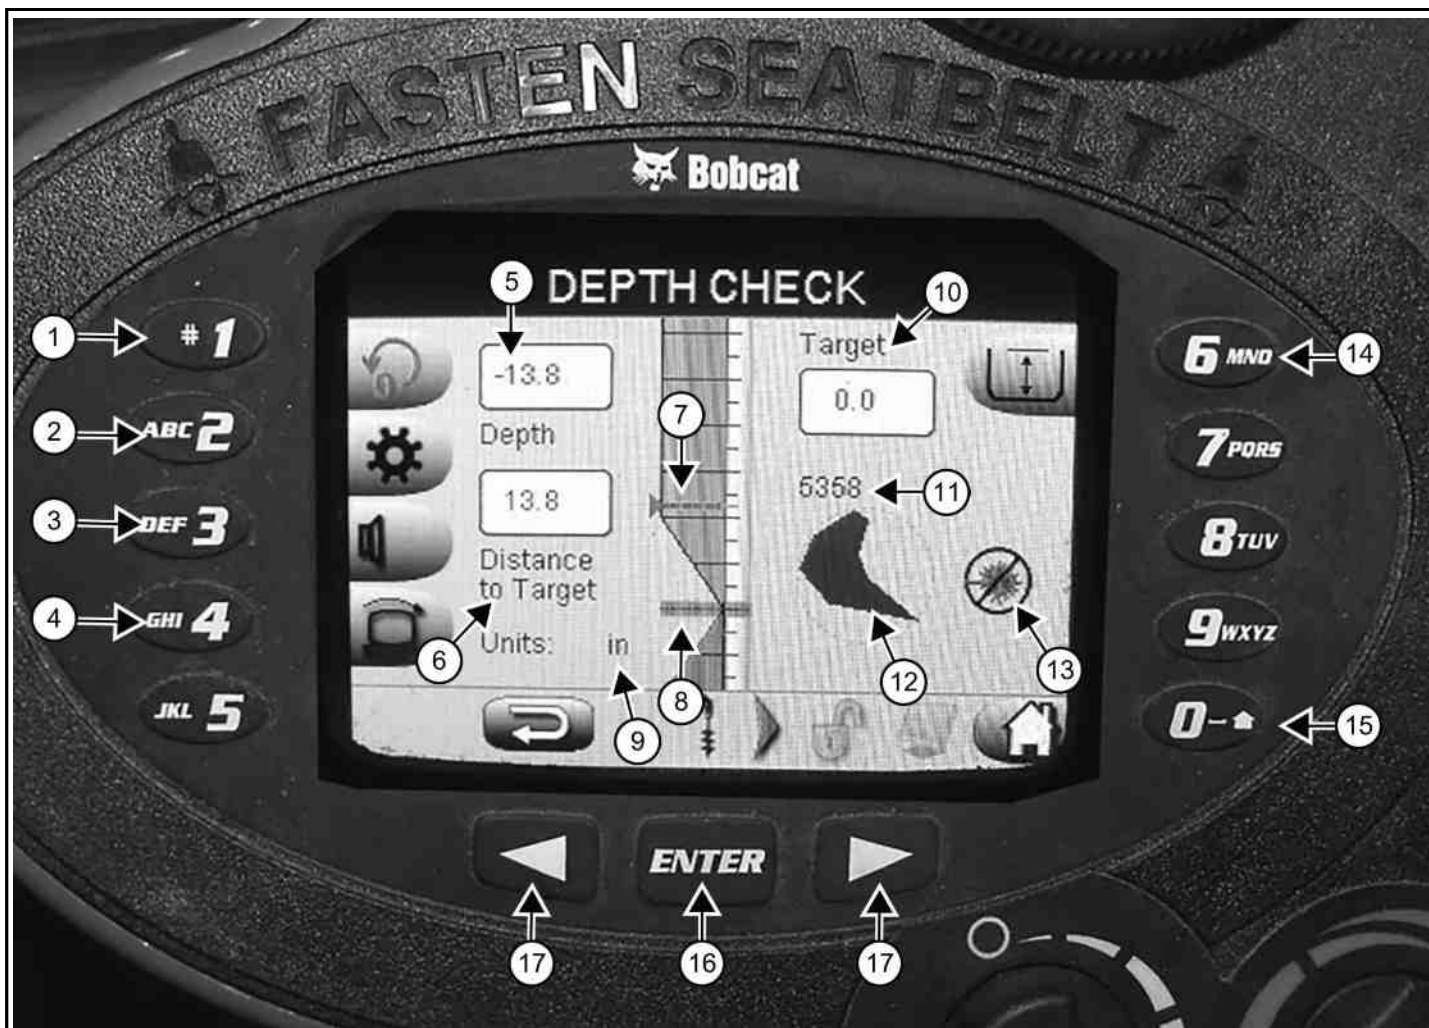 FASTEN SEATBELT
Bobcat
DEPTH CHECK
5
10
1
# 1
-13.8
Target
6 MNO
14
0.0
2
ABC 2
Depth
7
7 PQRS
13.8
5358
11
3
DEF 3
8 TUV
Distance
to Target
4
GHI 4
6
Units: in
9 WXYZ
8
12
13
JKL 5
9
0
15
ENTER
17
16
17